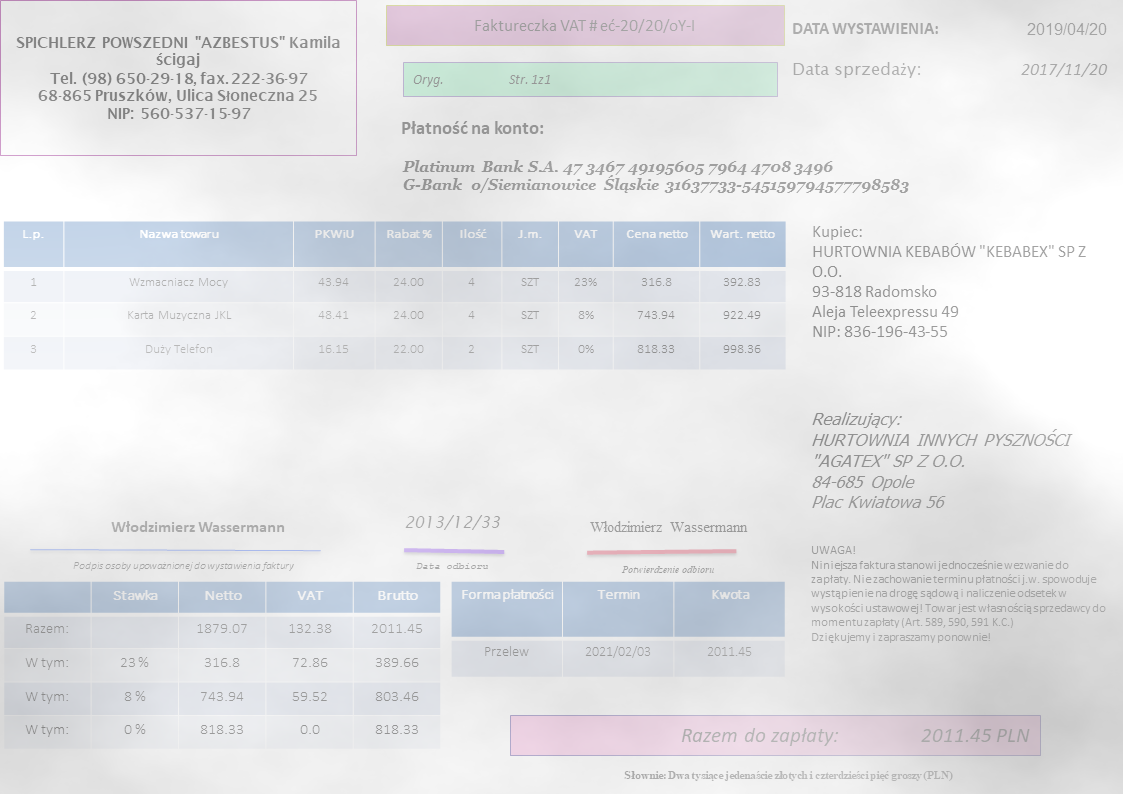 SPICHLERZ POWSZEDNI "AZBESTUS" Kamila
ścigaj
Tel. (98) 650-29-18, fax. 222-36-97
68-865 Pruszków, Ulica Słoneczna 25
NIP: 560-537-15-97
Faktureczka VAT # eć-20/20/oY-I
Oryg. Str. 1z1
DATA WYSTAWIENIA: 2019/04/20
Data sprzedaży: 2017/11/20
Płatność na konto:
Platinum Bank S.A. 47 3467 49195605 7964 4708 3496
G-Bank o/Siemianowice Śląskie 31637733-545159794577798583
L.p. Nazwa towaru PKWiU Rabat % Ilość J.m. VAT Cena netto Wart. netto
1 Wzmacniacz Mocy 43.94 24.00 4 SZT 23% 316.8 392.83
2 Karta Muzyczna JKL 48.41 24.00 4 SZT 8% 743.94 922.49
3 Duży Telefon 16.15 22.00 2 SZT 0% 818.33 998.36
Kupiec:
HURTOWNIA KEBABÓW "KEBABEX" SP Z
O.O.
93-818 Radomsko
Aleja Teleexpressu 49
NIP: 836-196-43-55
Realizujący:
HURTOWNIA INNYCH PYSZNOŚCI
"AGATEX" SP Z O.O.
84-685 Opole
Plac Kwiatowa 56
Włodzimierz Wassermann
Podpis osoby upoważnionej do wystawienia faktury
2013/12/33
Data odbioru
Włodzimierz Wassermann
Potwierdzenie odbioru
UWAGA!
Niniejsza faktura stanowi jednocześnie wezwanie do
zapłaty. Nie zachowanie terminu płatności j.w. spowoduje
wystąpienie na drogę sądową i naliczenie odsetek w
wysokości ustawowej! Towar jest własnością sprzedawcy do
momentu zapłaty (Art. 589, 590, 591 K.C.)
Dziękujemy i zapraszamy ponownie!
Stawka Netto VAT Brutto
Razem: 1879.07 132.38 2011.45
W tym: 23 % 316.8 72.86 389.66
W tym: 8 % 743.94 59.52 803.46
W tym: 0 % 818.33 0.0 818.33
Forma płatności Termin Kwota
Przelew 2021/02/03 2011.45
Razem do zapłaty: 2011.45 PLN
Słownie: Dwa tysiące jedenaście złotych i czterdzieści pięć groszy (PLN)